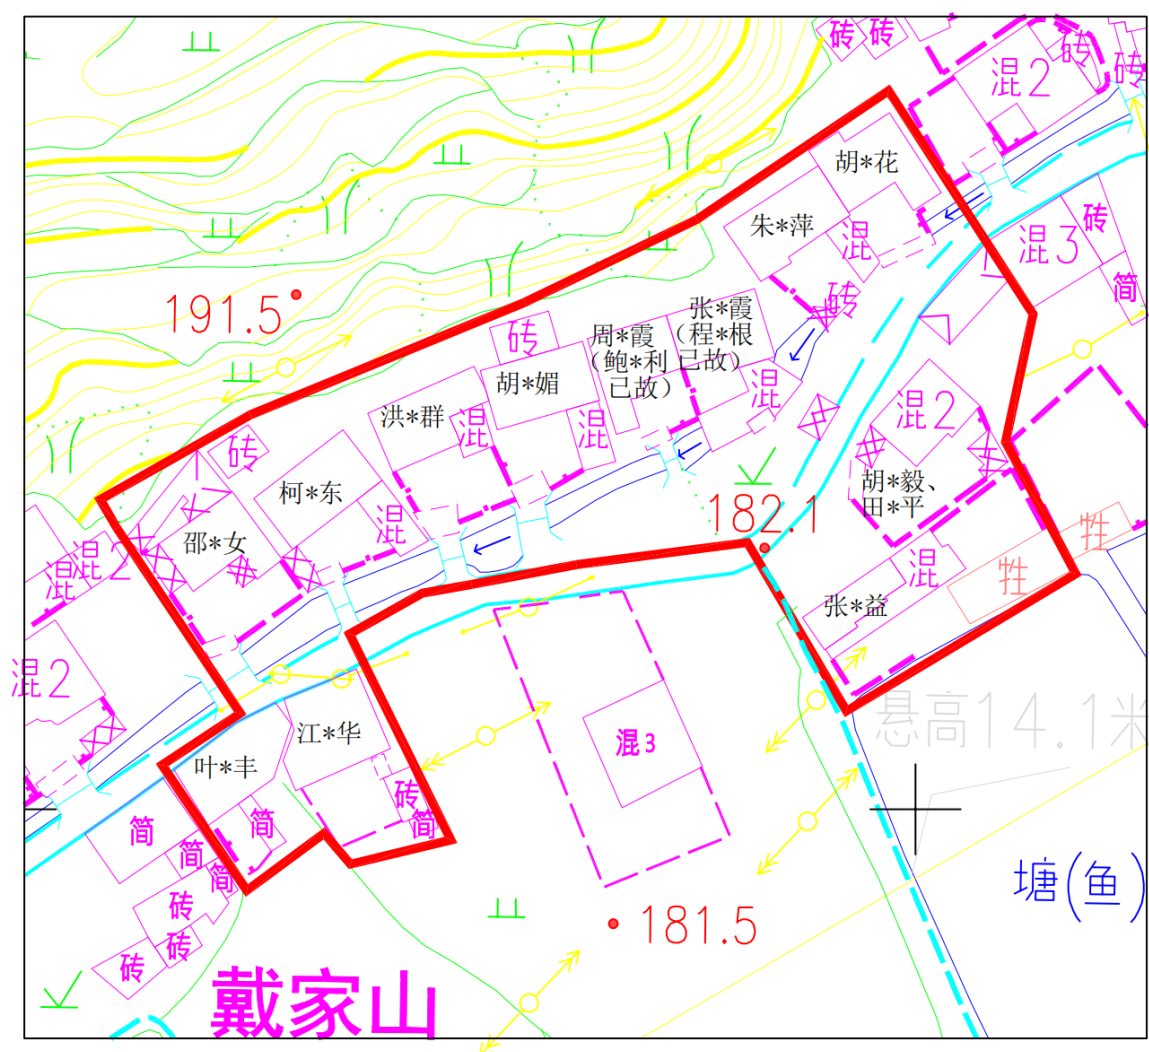 砖 砖
砖
混2
砖
胡*花
朱*萍
混
砖
混3
简
191.5
砖
张*霞
周*霞
(程*根
(鲍*利
已故)
已故)
砖
胡*媚
混
混2
洪*群
混
混
砖
柯*东
混
182.1
胡*毅、
田*平
牲
邵*女
混
牲
混2
混
张*益
混2
悬高14.1米
江*华
混3
叶*丰
砖
简
简
简
简
简
砖
砖
砖
塘(鱼)
181.5
戴家山